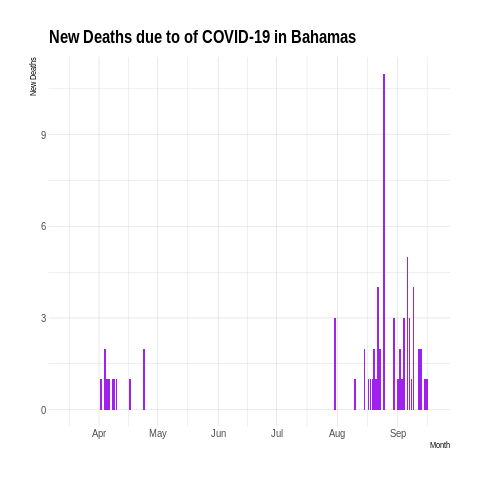 New Deaths due to of COVID-19 in Bahamas
New Deaths
9
6
3
0
Apr May Jun Jul Aug Sep
Month